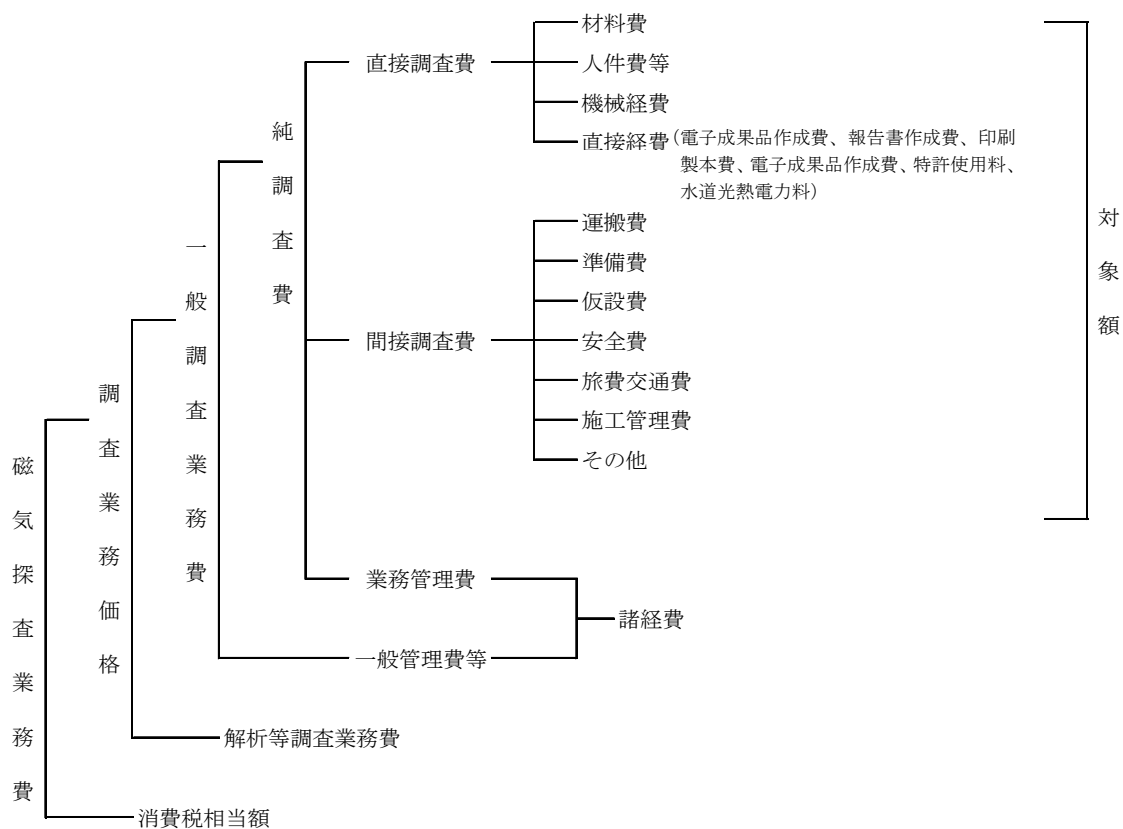 材料費
直接調査費
人件費等
機械経費
直接経費(電子成果品作成費、報告書作成費、印刷
製本費、電子成果品作成費、特許使用料、
水道光熱電力料)
純調査費
運搬費
準備費
仮設費
間接調査費
安全費
旅費交通費
施工管理費
その他
対象額
一般調査業務費
業務管理費
諸経費
一般管理費等
調査業務価格
解析等調査業務費
磁気探査業務費
消費税相当額